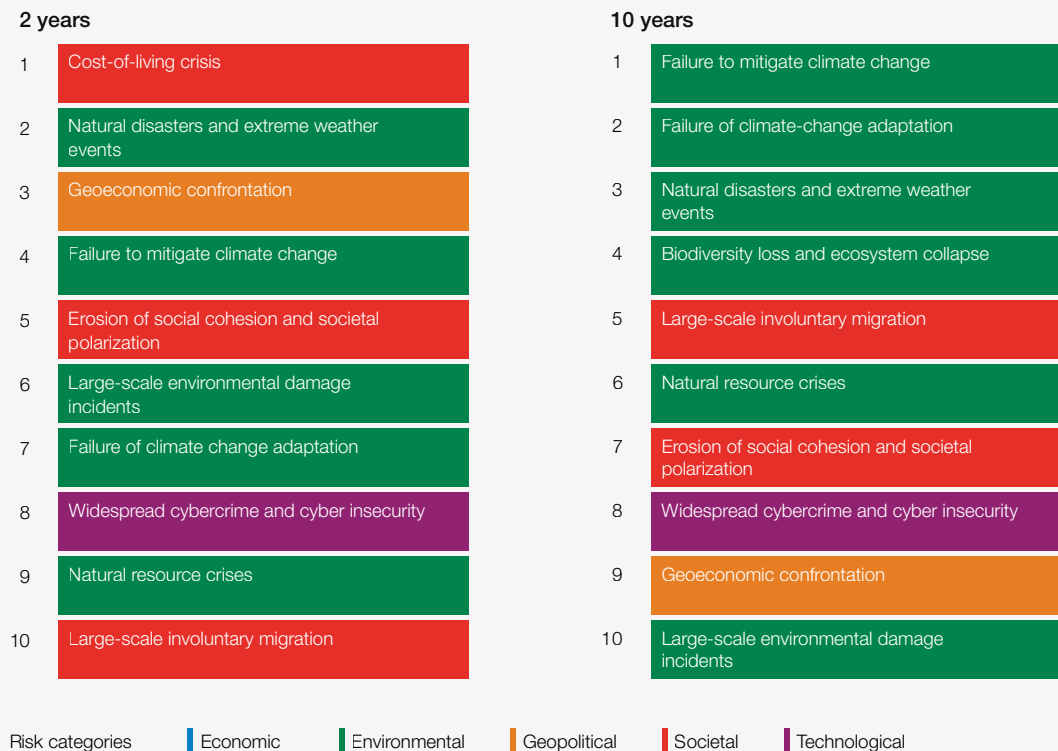 2 years
1 Cost-of-living crisis
2 Natural disasters and extreme weather
events
3 Geoeconomic confrontation
4 Failure to mitigate climate change
5 Erosion of social cohesion and societal
polarization
6 Large-scale environmental damage
incidents
7 Failure of climate change adaptation
8 Widespread cybercrime and cyber insecurity
9 Natural resource crises
10 Large-scale involuntary migration
10 years
1 Failure to mitigate climate change
2 Failure of climate-change adaptation
3 Natural disasters and extreme weather
events
4 Biodiversity loss and ecosystem collapse
5 Large-scale involuntary migration
6 Natural resource crises
7 Erosion of social cohesion and societal
polarization
8 Widespread cybercrime and cyber insecurity
9 Geoeconomic confrontation
10 Large-scale environmental damage
incidents
Risk categories Economic Environmental Geopolitical Societal Technological